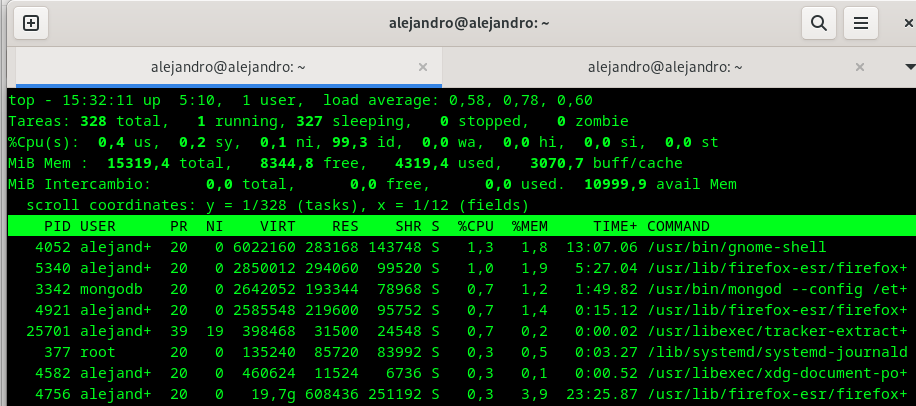 alejandro@alejandro: ~
alejandro@alejandro: ~ × alejandro@alejandro: ~ ×
top - 15:32:11 up  5:10,  1 user,  load average: 0,58, 0,78, 0,60
Tareas: 328 total,   1 running, 327 sleeping,   0 stopped,   0 zombie
%Cpu(s):  0,4 us,  0,2 sy,  0,1 ni, 99,3 id,  0,0 wa,  0,0 hi,  0,0 si,  0,0 st
MiB Mem :  15319,4 total,   8344,8 free,   4319,4 used,   3070,7 buff/cache
MiB Intercambio:      0,0 total,      0,0 free,      0,0 used.  10999,9 avail Mem
scroll coordinates: y = 1/328 (tasks), x = 1/12 (fields)
PID USER      PR  NI    VIRT    RES    SHR S  %CPU  %MEM     TIME+ COMMAND
4052 alejand+  20   0 6022160 283168 143748 S   1,3   1,8  13:07.06 /usr/bin/gnome-shell
5340 alejand+  20   0 2850012 294060  99520 S   1,0   1,9   5:27.04 /usr/lib/firefox-esr/firefox+
3342 mongodb   20   0 2642052 193344  78968 S   0,7   1,2   1:49.82 /usr/bin/mongod --config /et+
4921 alejand+  20   0 2585548 219600  95752 S   0,7   1,4   0:15.12 /usr/lib/firefox-esr/firefox+
25701 alejand+  39  19  398468  31500  24548 S   0,7   0,2   0:00.02 /usr/libexec/tracker-extract+
377 root      20   0  135240  85720  83992 S   0,3   0,5   0:03.27 /lib/systemd/systemd-journald
4582 alejand+  20   0  460624  11524   6736 S   0,3   0,1   0:00.52 /usr/libexec/xdg-document-po+
4756 alejand+  20   0   19,7g 608436 251192 S   0,3   3,9  23:25.87 /usr/lib/firefox-esr/firefox+